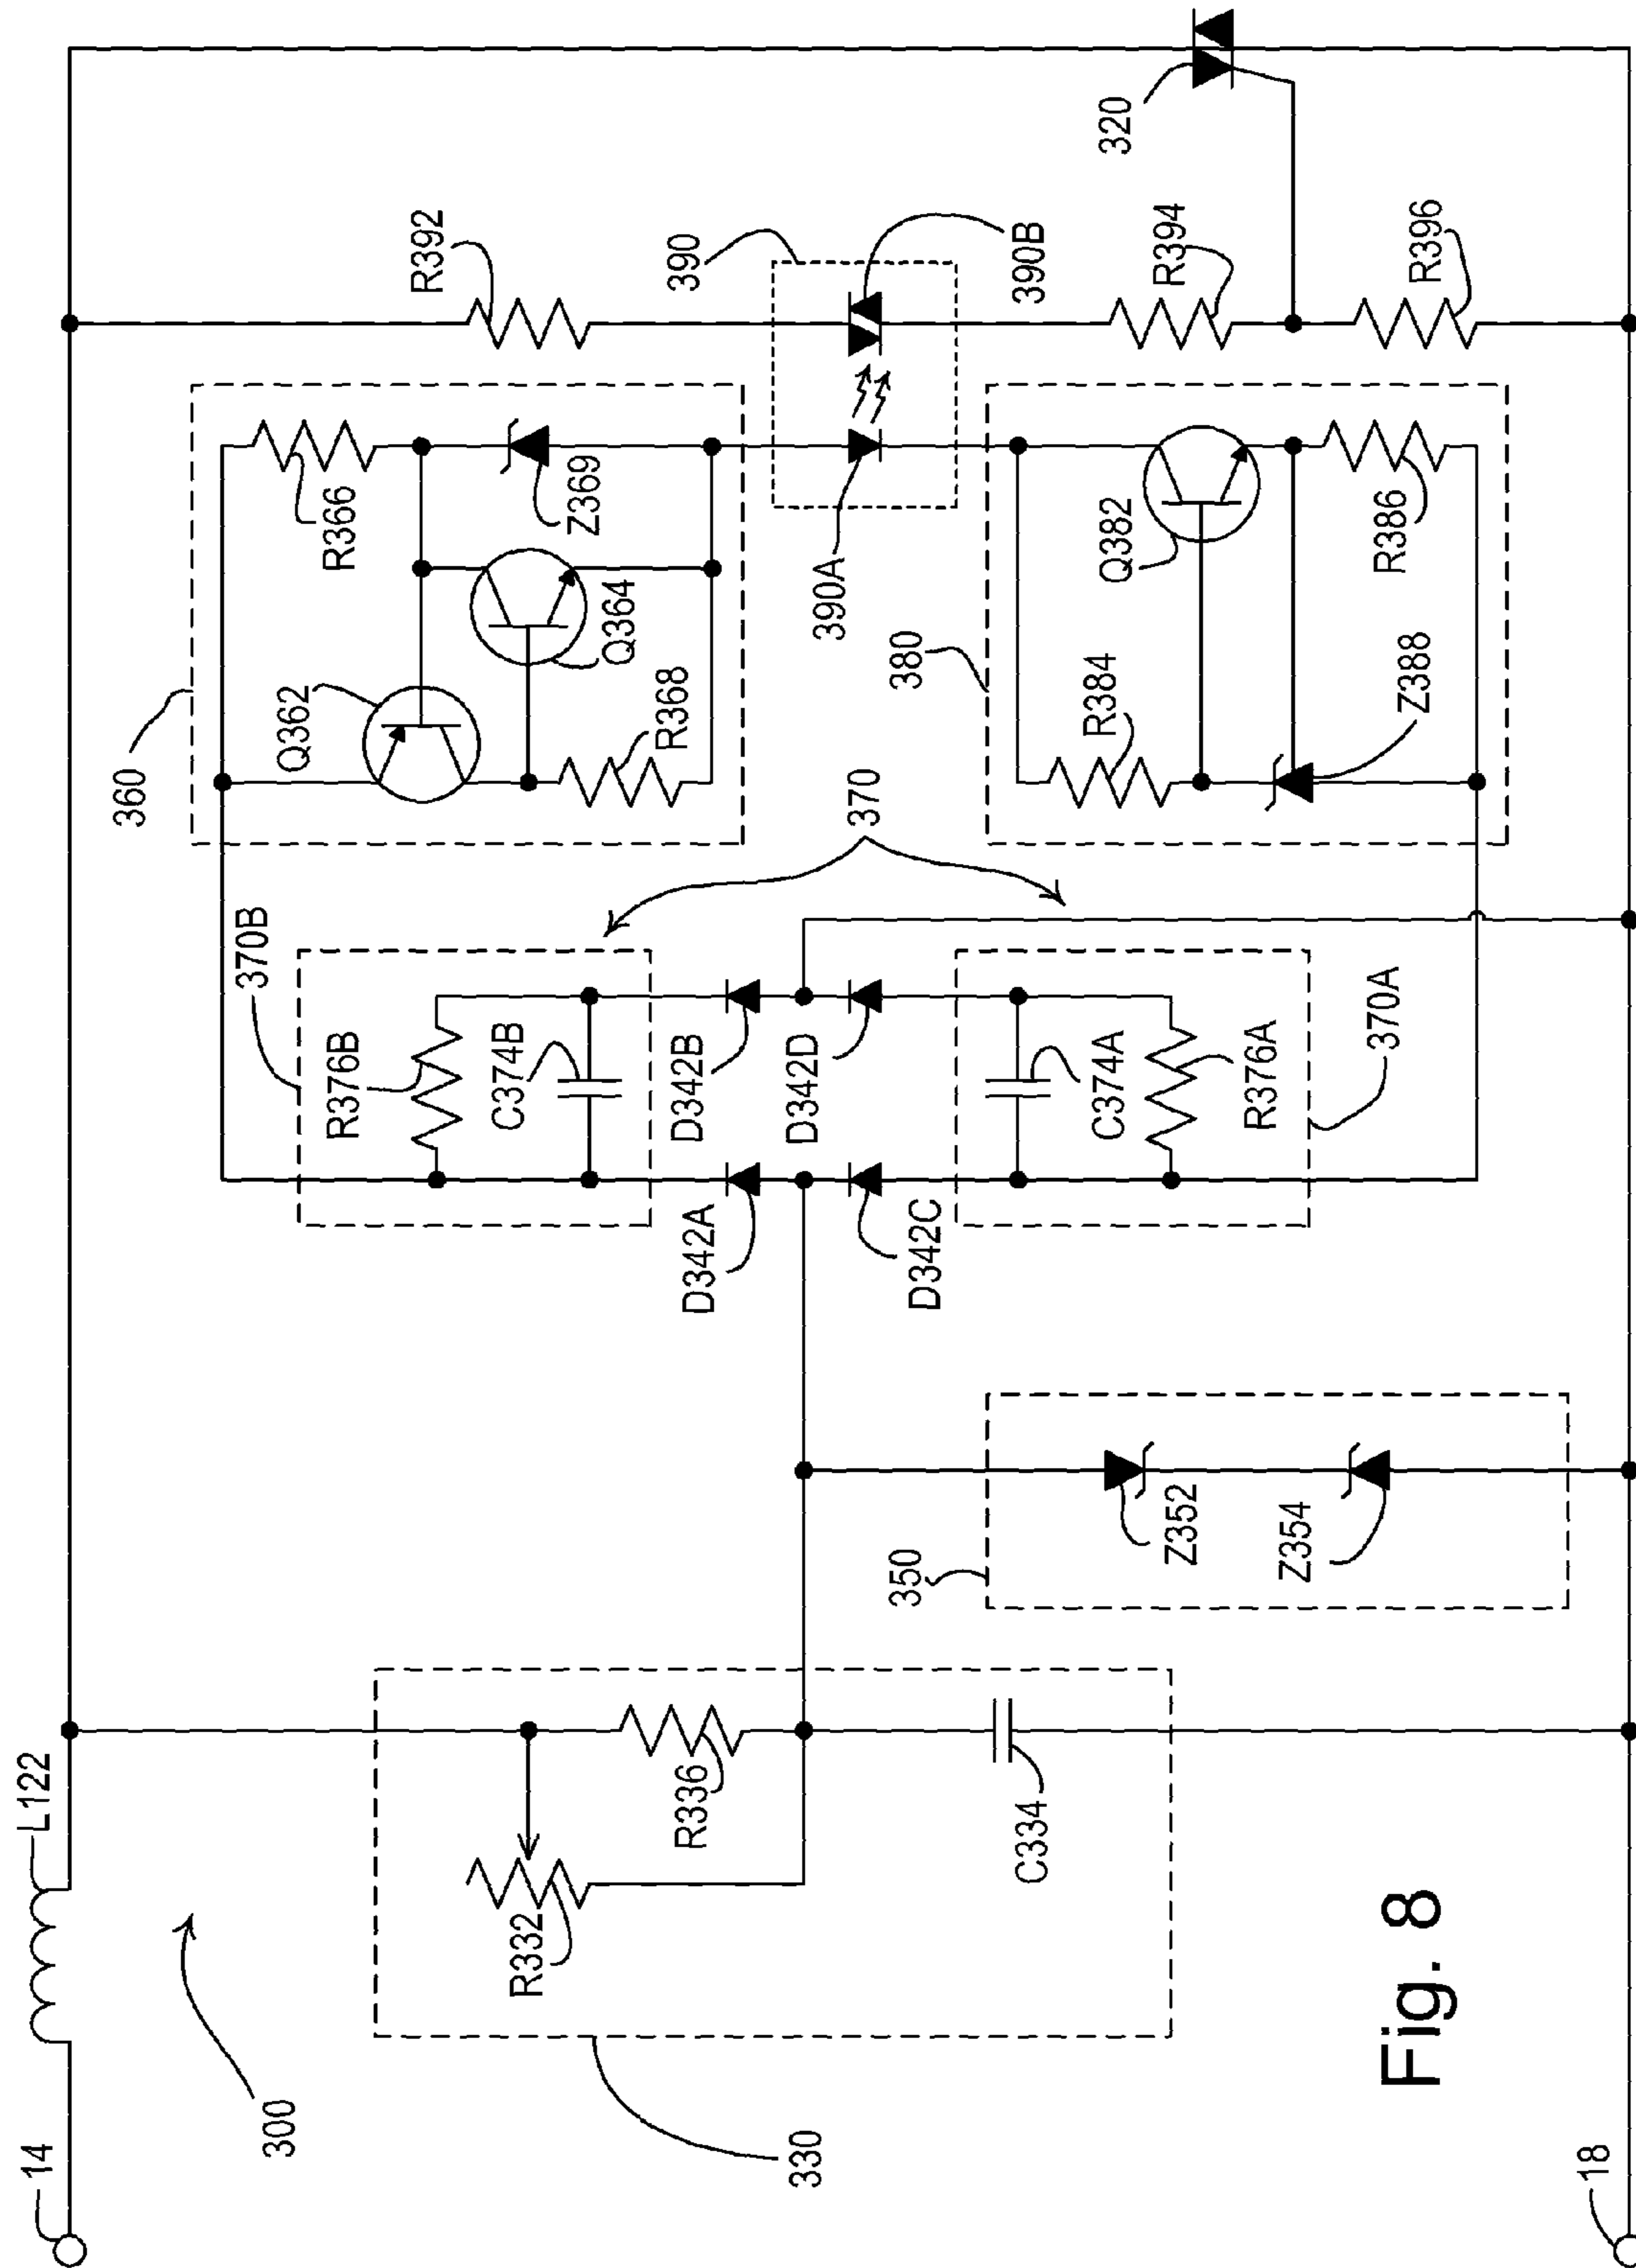 14
L122
300
330
R332
R336
C334
350
Z352
Z354
370B
R376B
C374B
D342A
D342B
D342C
D342D
C374A
R376A
370A
370
360
Q362
R366
Z369
Q364
R368
380
R384
Z388
Q382
R386
390
390A
390B
R392
R394
R396
320
18
Fig. 8